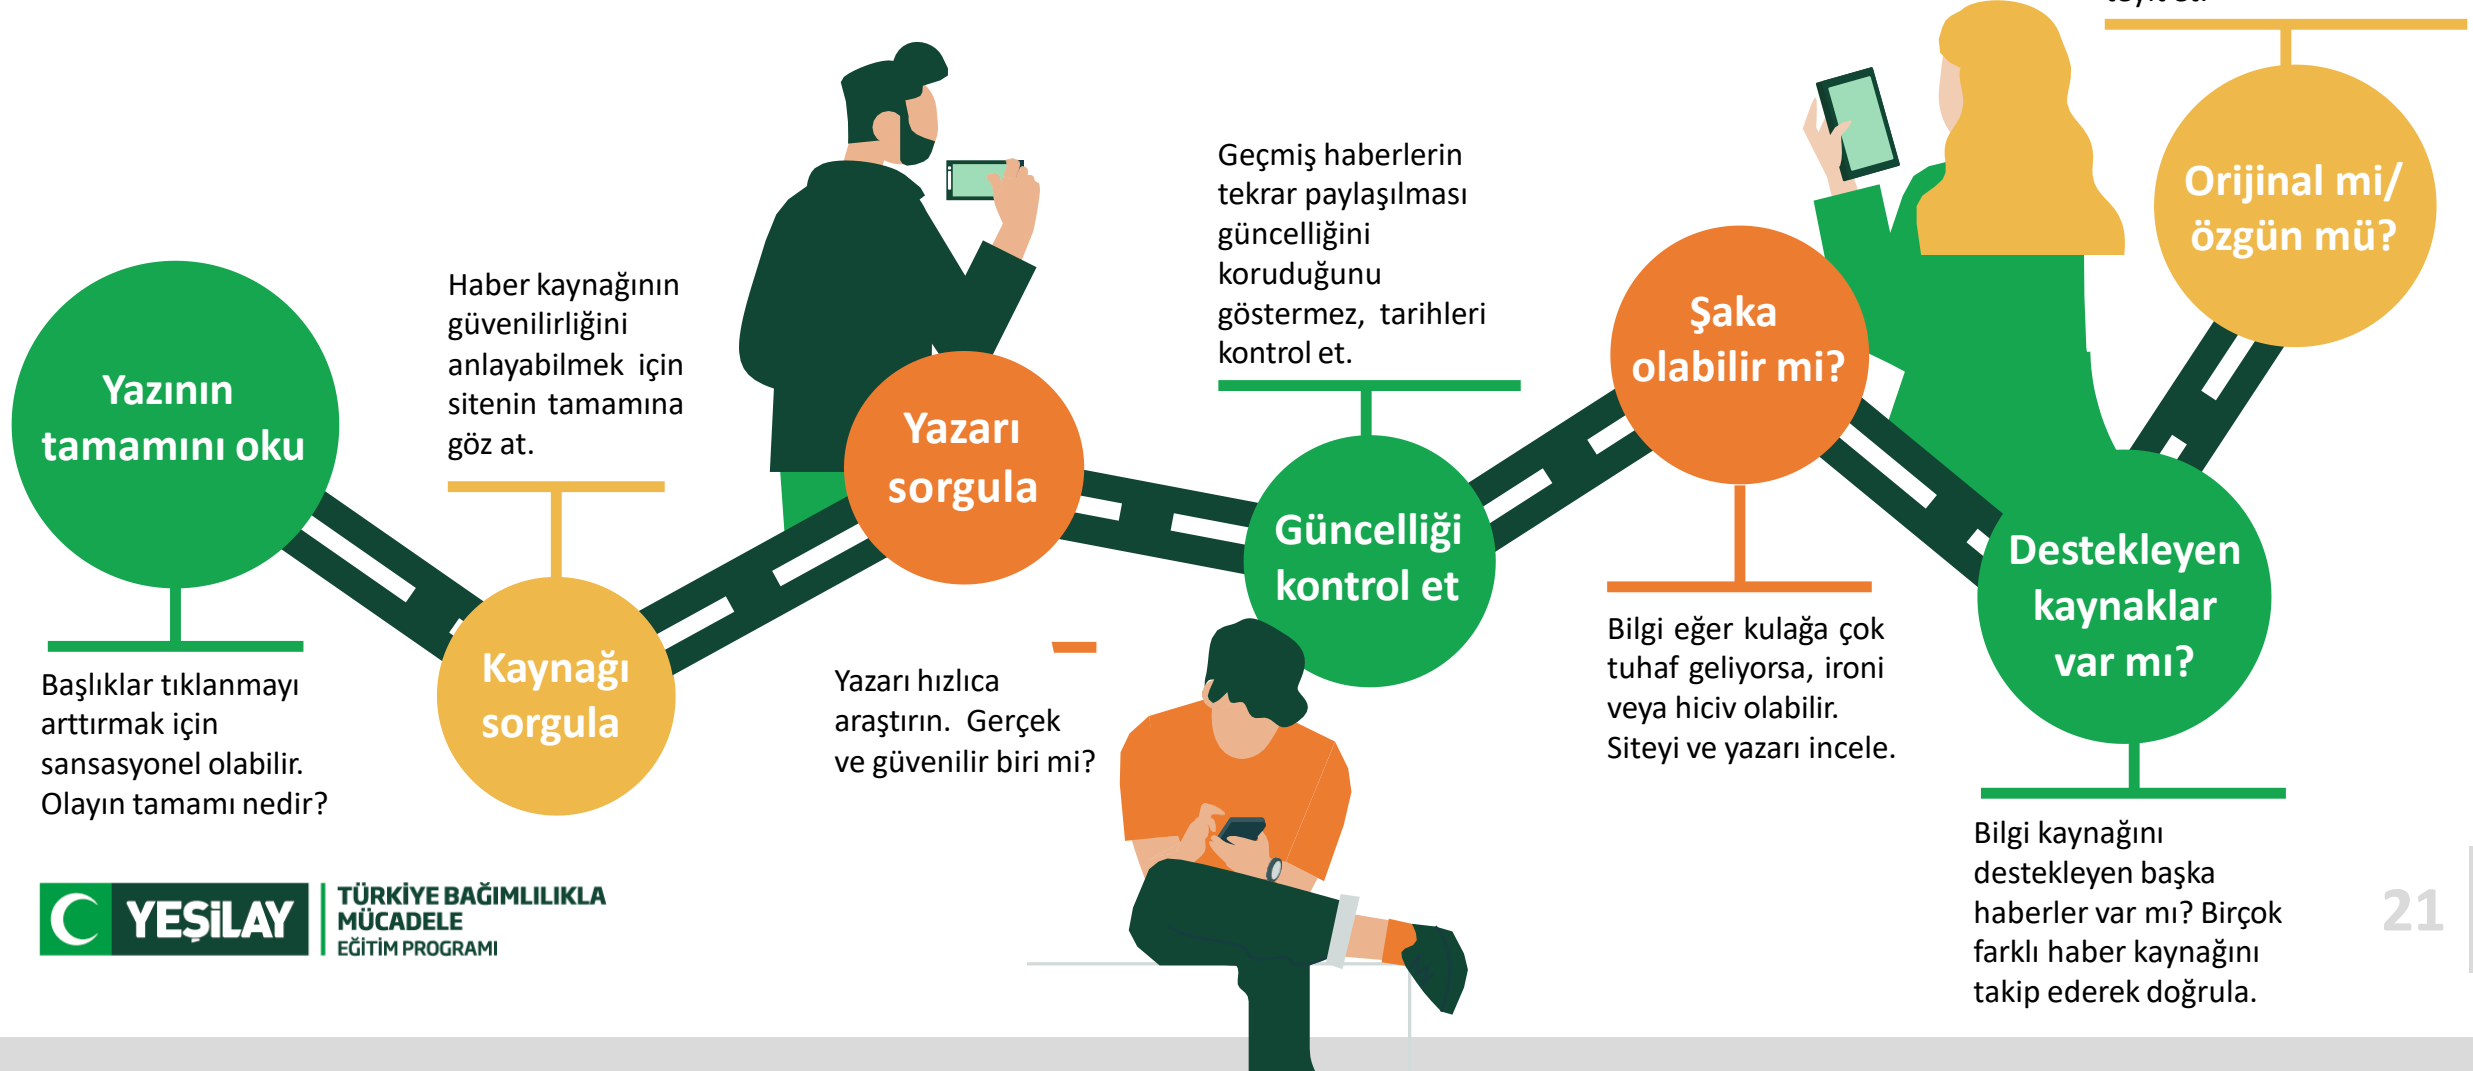 Yazının
tamamını oku
Başlıklar tıklanmayı
arttırmak için
sansasyonel olabilir.
Olayın tamamı nedir?
Haber kaynağının
güvenilirliğini
anlayabilmek için
sitenin tamamına
göz at.
Kaynağı
sorgula
Yazarı
sorgula
Yazarı hızlıca
araştırın. Gerçek
ve güvenilir biri mi?
Geçmiş haberlerin
tekrar paylaşılması
güncelliğini
koruduğunu
göstermez, tarihleri
kontrol et.
Güncelliği
kontrol et
Şaka
olabilir mi?
Bilgi eğer kulağa çok
tuhaf geliyorsa, ironi
veya hiciv olabilir.
Siteyi ve yazarı incele.
Destekleyen
kaynaklar
var mı?
Bilgi kaynağını
destekleyen başka
haberler var mı? Birçok
farklı haber kaynağını
takip ederek doğrula.
Orijinal mi/
özgün mü?
YEŞİLAY
TÜRKİYE BAĞIMLILIKLA
MÜCADELE
EĞİTİM PROGRAMI
21